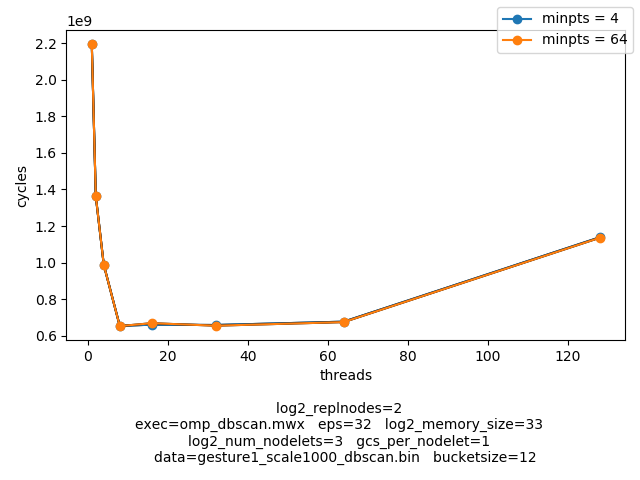 1e9
minpts = 4
minpts = 64
2.2
2.0
1.8
1.6
1.4
1.2
1.0
0.8
0.6
cycles
0 20 40 60 80 100 120
threads
log2_replnodes=2
exec=omp_dbscan.mwx eps=32 log2_memory_size=33
log2_num_nodelets=3 gcs_per_nodelet=1
data=gesture1_scale1000_dbscan.bin bucketsize=12